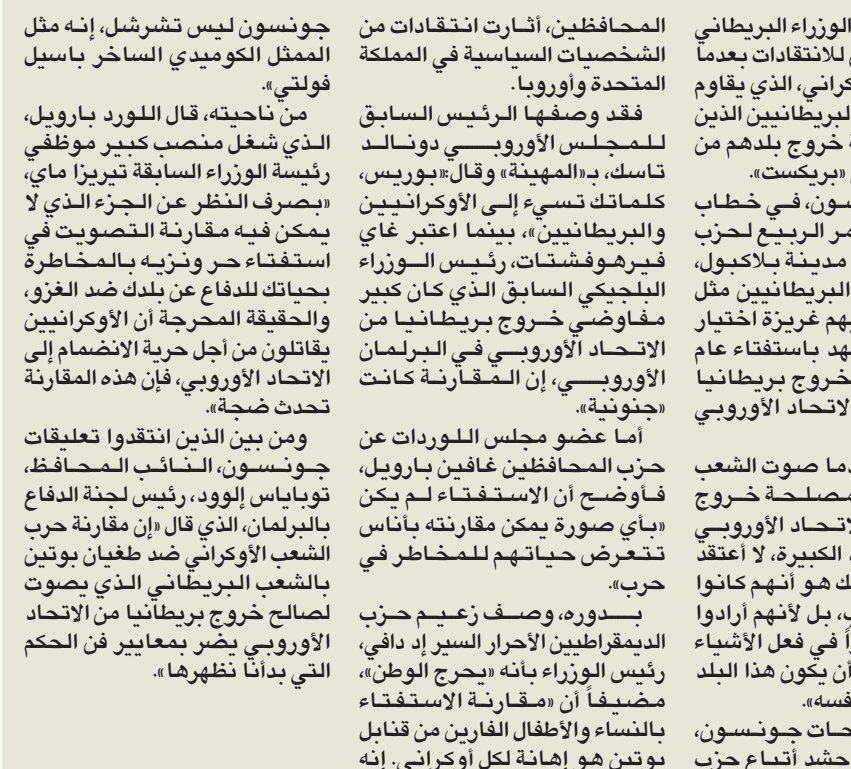 الوزراء البريطاني
للانتقادات بعدما
كراني، الذي يقاوم
لبريطانيين الذين
خروج بلدهم من
«بريكست».
سون، في خطاب
مر الربيع لحزب
مدينة بلاكبول،
البريطانيين مثل
هم غريزة اختيار
هد باستفتاء عام
خروج بريطانيا
لاتحاد الأوروبي
دما صوت الشعب
مصلحة خروج
لاتحاد الأوروبي
الكبيرة، لا أعتقد
ك هو أنهم كانوا
ب، بل لأنهم أرادوا
اً في فعل الأشياء
أن يكون هذا البلد
فسه».
حات جونسون،
حشد أتباع حزب
المحافظين، أثارت انتقادات من
الشخصيات السياسية في المملكة
المتحدة وأوروبا.
فقد وصفها الرئيس السابق
للمجلس الأوروبي دونالد
تاسك، بـ«المهينة» وقال:«بوريس،
كلماتك تسيء إلى الأوكرانيين
والبريطانيين»، بينما اعتبر غاي
فيرهوفشتات، رئيس الوزراء
البلجيكي السابق الذي كان كبير
مفاوضي خروج بريطانيا من
الاتحاد الأوروبي في البرلمان
الأوروبي، إن المقارنة كانت
«جنونية».
أما عضو مجلس اللوردات عن
حزب المحافظين غافين بارويل،
فأوضح أن الاستفتاء لم يكن
«بأي صورة يمكن مقارنته بأناس
تتعرض حياتهم للمخاطر في
حرب».
بدوره، وصف زعيم حزب
الديمقراطيين الأحرار السير إد دافي،
رئيس الوزراء بأنه «يحرج الوطن»،
مضيفاً أن «مقارنة الاستفتاء
بالنساء والأطفال الفارين من قنابل
بوتين هو إهانة لكل أوكراني. إنه
جونسون ليس تشرشل، إنه مثل
الممثل الكوميدي الساخر باسيل
فولتي».
من ناحيته، قال اللورد بارويل،
الذي شغل منصب كبير موظفي
رئيسة الوزراء السابقة تيريزا ماي،
«بصرف النظر عن الجزء الذي لا
يمكن فيه مقارنة التصويت في
استفتاء حر ونزيه بالمخاطرة
بحياتك للدفاع عن بلدك ضد الغزو،
والحقيقة المحرجة أن الأوكرانيين
يقاتلون من أجل حرية الانضمام إلى
الاتحاد الأوروبي، فإن هذه المقارنة
تحدث ضجة».
ومن بين الذين انتقدوا تعليقات
جونسون، النائب المحافظ،
توباياس إلوود، رئيس لجنة الدفاع
بالبرلمان، الذي قال «إن مقارنة حرب
الشعب الأوكراني ضد طغيان بوتين
بالشعب البريطاني الذي يصوت
لصالح خروج بريطانيا من الاتحاد
الأوروبي يضر بمعايير فن الحكم
التي بدأنا نظهرها».